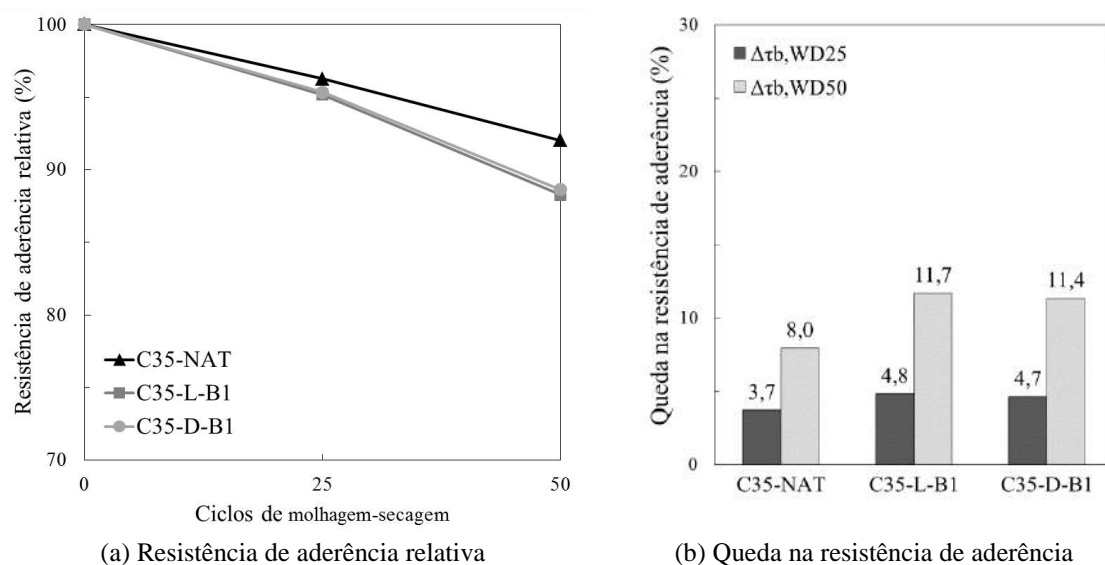 Resistência de aderência relativa (%)
100
90
80
70
C35-NAT
C35-L-B1
C35-D-B1
0
25
50
Ciclos de molhagem-secagem
(a) Resistência de aderência relativa
Queda na resistência de aderência (%)
30
20
10
0
Δτb,WD25
Δτb,WD50
3,7
8,0
4,8
11,7
4,7
11,4
C35-NAT
C35-L-B1
C35-D-B1
(b) Queda na resistência de aderência